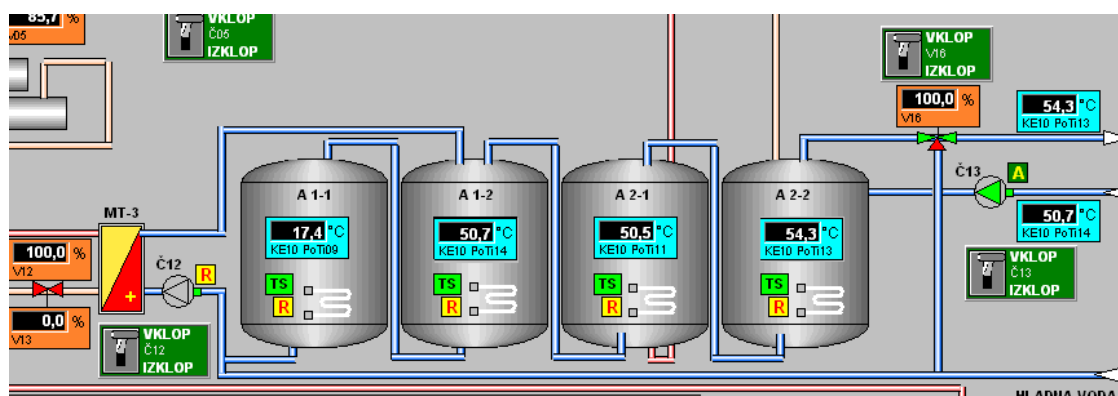 85,7 %
V05
VKLOP
Č05
IZKLOP
VKLOP
V16
IZKLOP
100,0 %
V16
54,3 °C
KE10 PoTi13
A 1-1
17,4 °C
KE10 PoTi09
TS
R
A 1-2
50,7 °C
KE10 PoTi14
TS
R
A 2-1
50,5 °C
KE10 PoTi11
TS
R
A 2-2
54,3 °C
KE10 PoTi13
TS
R
Č13
A
50,7 °C
KE10 PoTi14
VKLOP
Č13
IZKLOP
MT-3
+
100,0 %
V12
0,0 %
V13
Č12
R
VKLOP
Č12
IZKLOP
HLADNA VODA